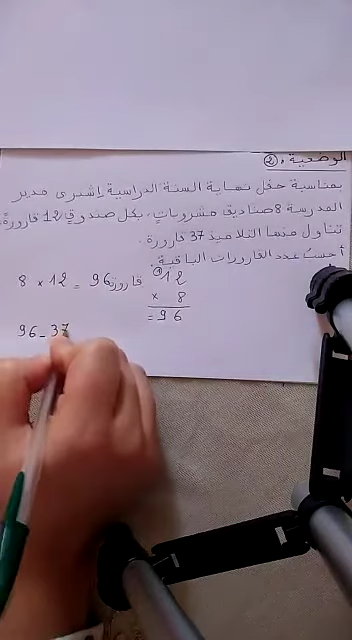 الوضعية ②:
بمناسبة حفل نهاية السنة الدراسية إشترى مدير
المدرسة 8 صناديق مشروبات، بكل صندوق 12 قارورة.
تناول منها التلاميذ 37 قارورة.
أحسب عدد القارورات الباقية.
8 × 12 = 96 قارورة
① 12
× 8
= 96
96 - 37